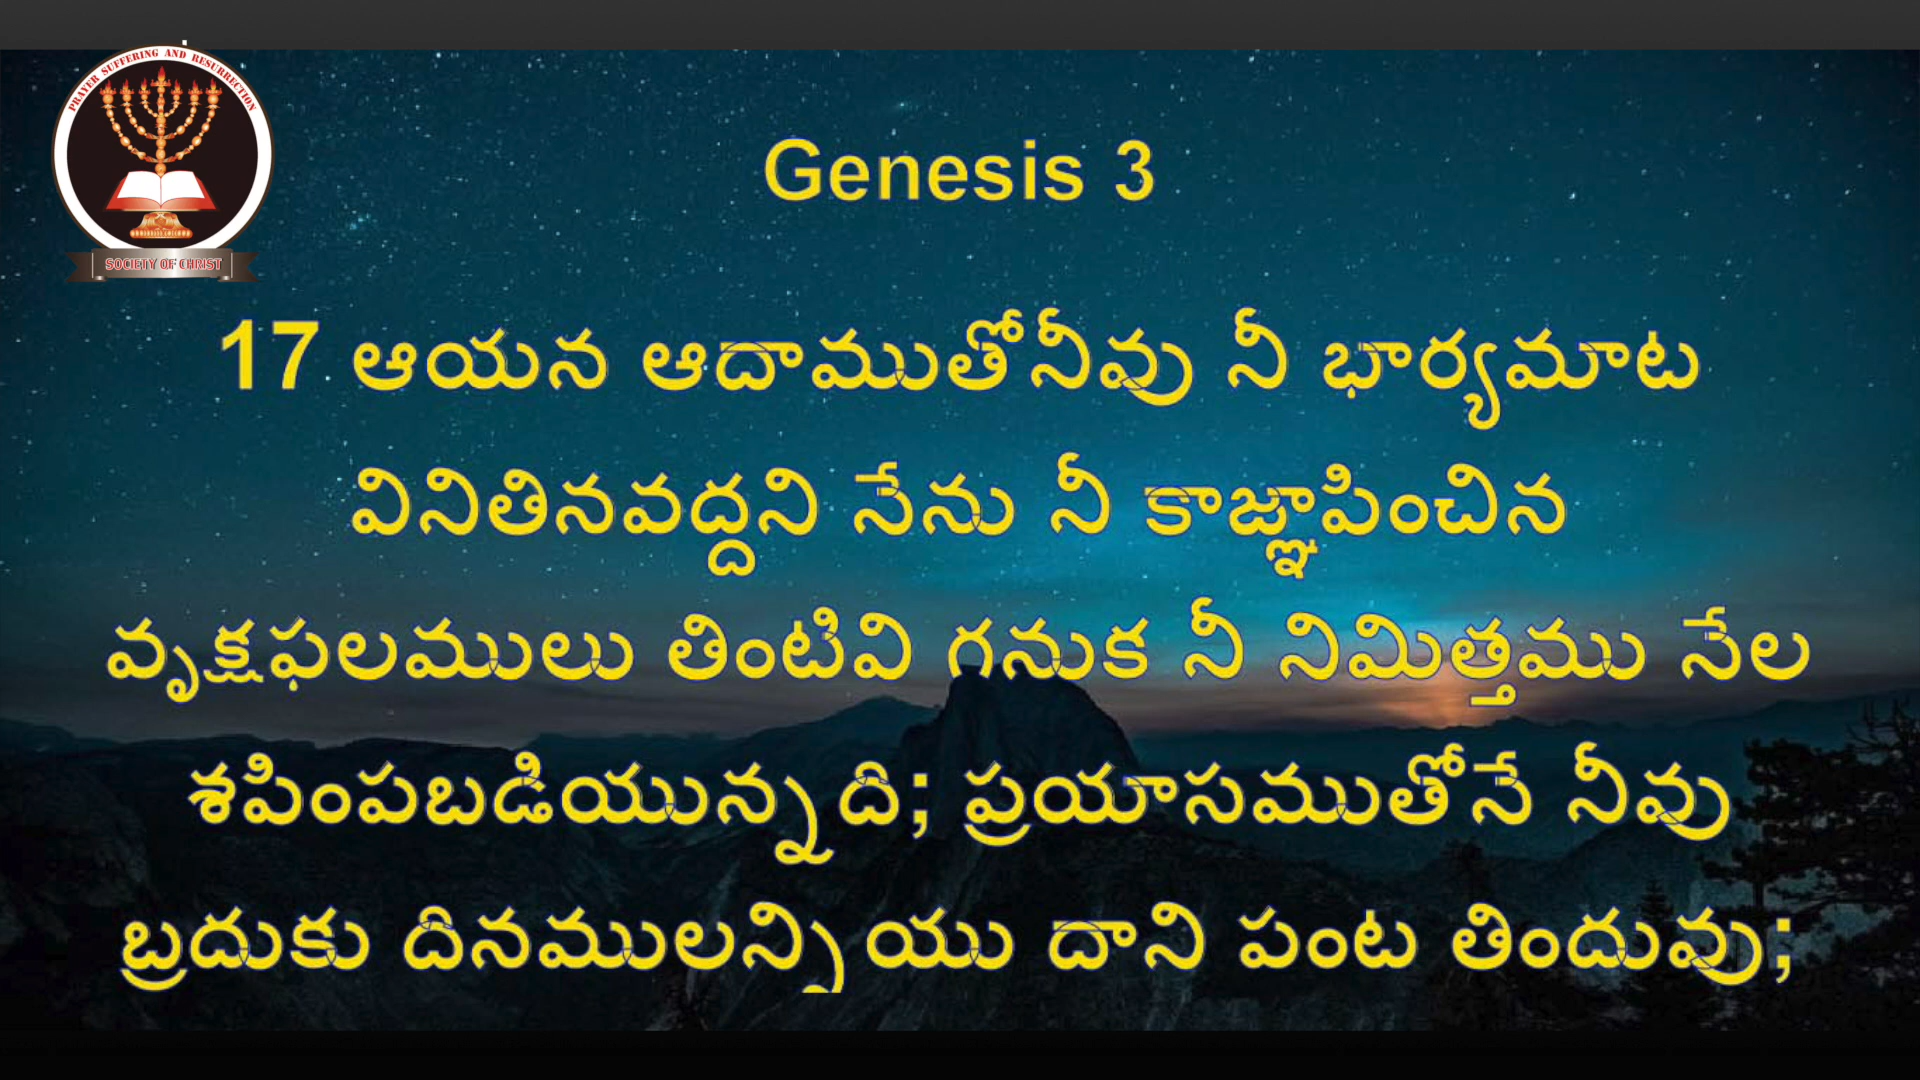 PRAYER SUFFERING AND RESURRECTION
SOCIETY OF CHRIST
Genesis 3
17 ఆయన ఆదాముతోనీవు నీ భార్యమాట
వినితినవద్దని నేను నీ కాజ్ఞాపించిన
వృక్షఫలములు తింటివి గనుక నీ నిమిత్తము నేల
శపింపబడియున్నది; ప్రయాసముతోనే నీవు
బ్రదుకు దినములన్నియు దాని పంట తిందువు;